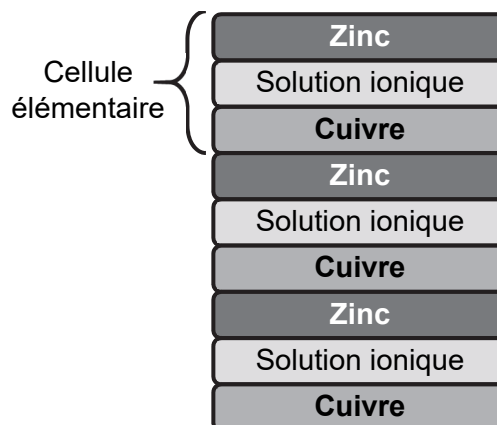 Cellule
élémentaire
Zinc
Solution ionique
Cuivre
Zinc
Solution ionique
Cuivre
Zinc
Solution ionique
Cuivre